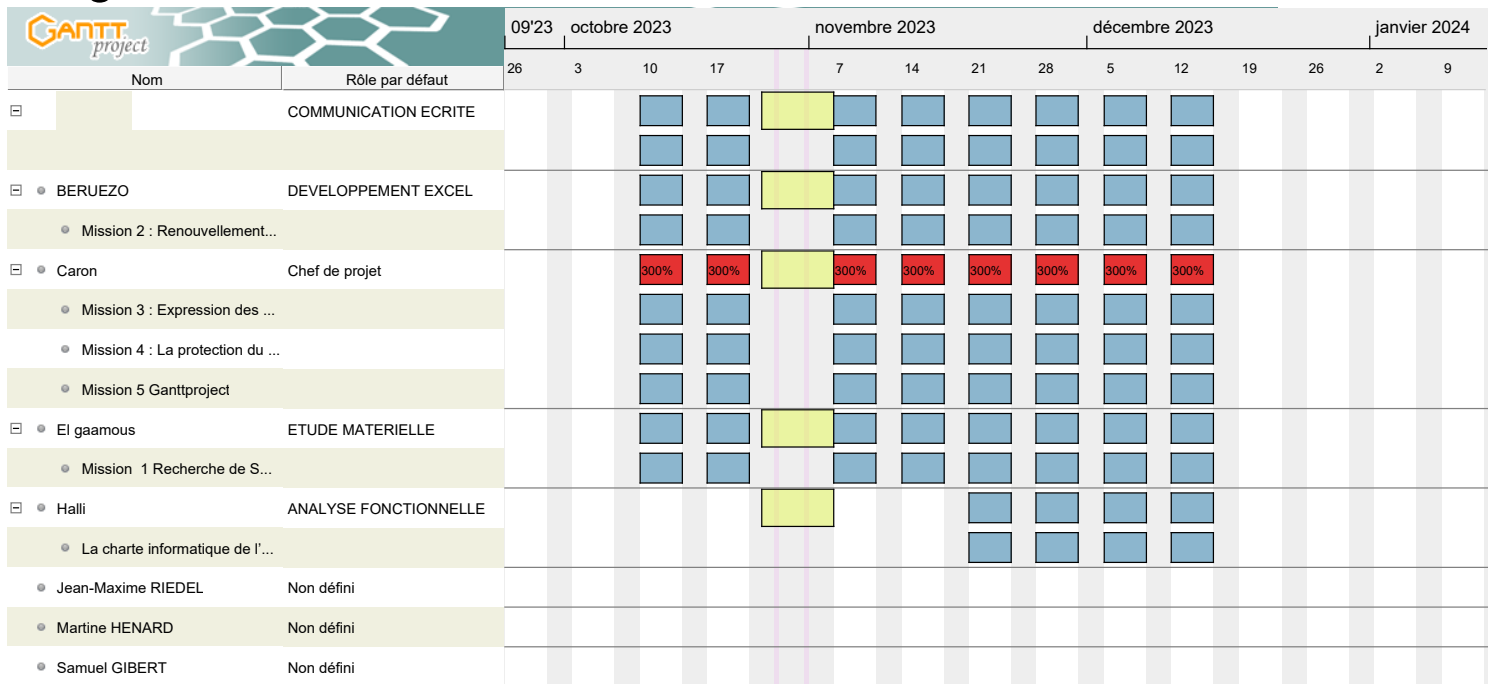 GANTT
project
09'23 octobre 2023 novembre 2023 décembre 2023 janvier 2024
Nom Rôle par défaut 26 3 10 17 7 14 21 28 5 12 19 26 2 9
COMMUNICATION ECRITE
BERUEZO DEVELOPPEMENT EXCEL
Mission 2 : Renouvellement...
Caron Chef de projet 300% 300% 300% 300% 300% 300% 300% 300%
Mission 3 : Expression des ...
Mission 4 : La protection du ...
Mission 5 Ganttproject
El gaamous ETUDE MATERIELLE
Mission 1 Recherche de S...
Halli ANALYSE FONCTIONNELLE
La charte informatique de l'...
Jean-Maxime RIEDEL Non défini
Martine HENARD Non défini
Samuel GIBERT Non défini